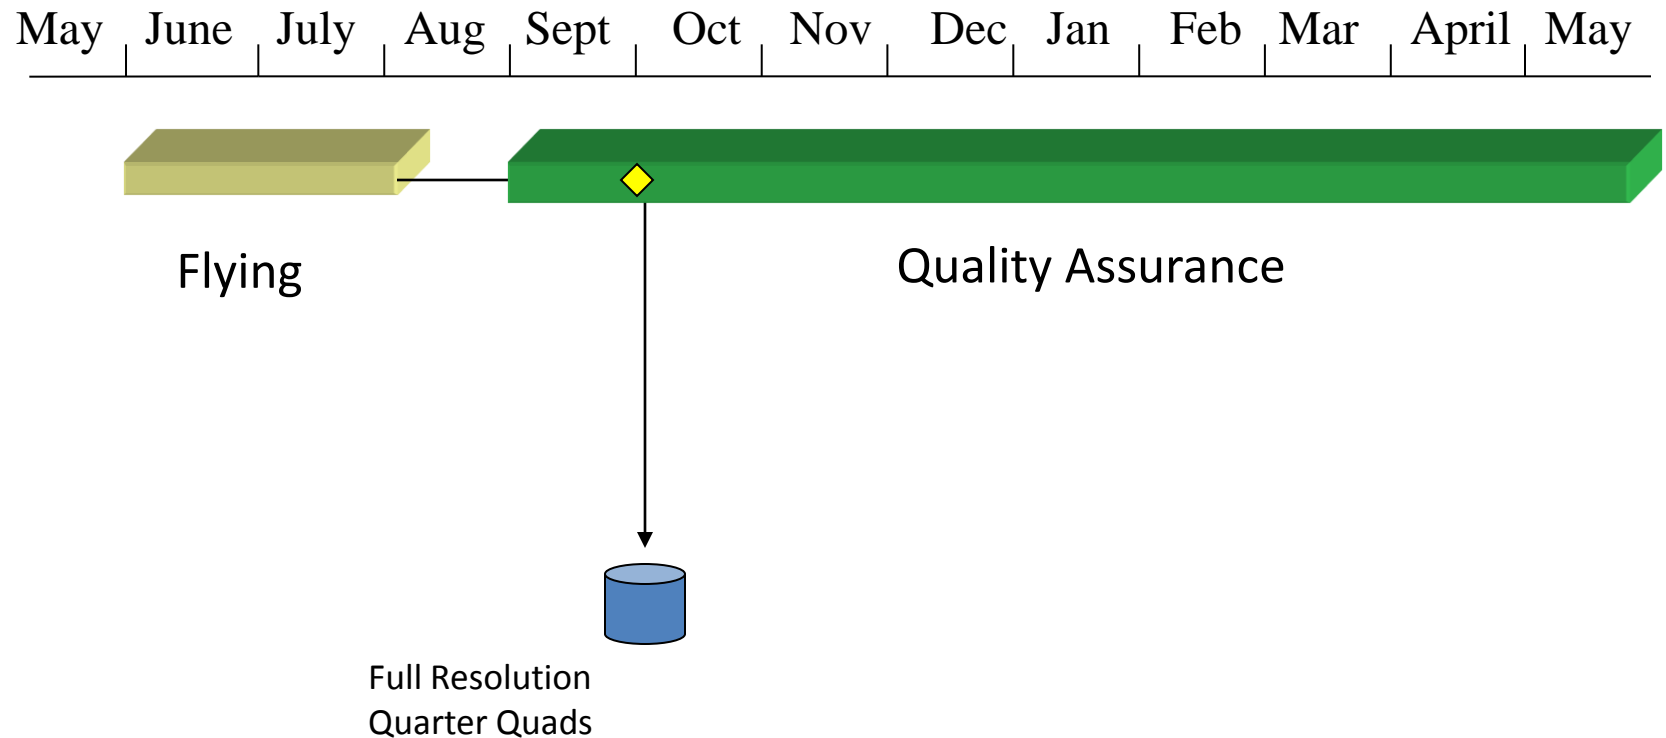 May June July Aug Sept Oct Nov Dec Jan Feb Mar April May
Flying
Quality Assurance
Full Resolution
Quarter Quads